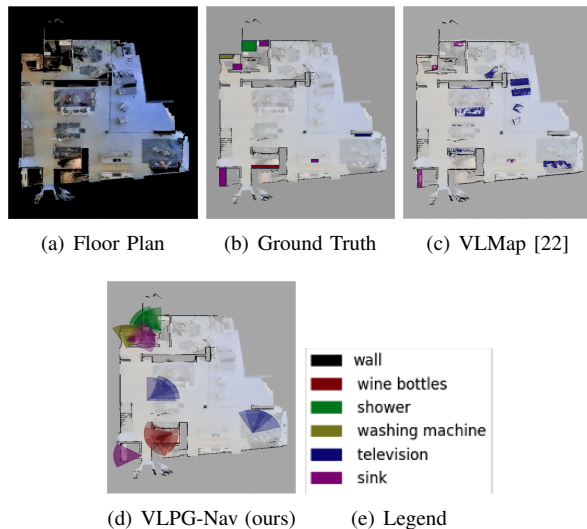 (a) Floor Plan
(b) Ground Truth
(c) VLMap [22]
wall
wine bottles
shower
washing machine
television
sink
(d) VLPG-Nav (ours)
(e) Legend